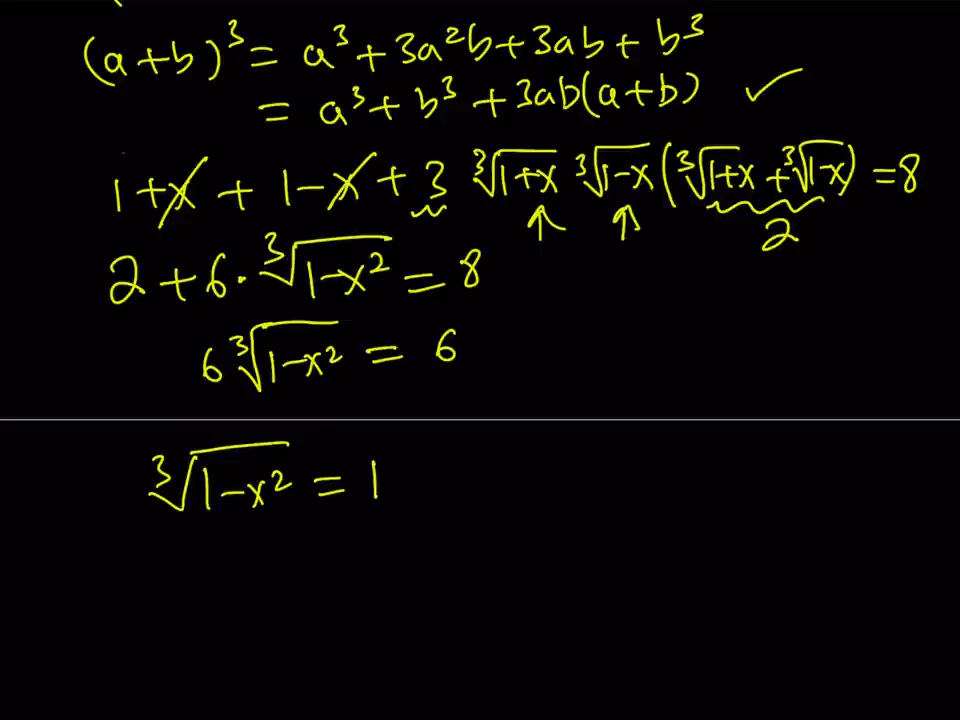 (a+b)³ = a³ + 3a²b + 3ab + b³
= a³ + b³ + 3ab(a+b) ✓
1+x + 1−x + 3 ∛(1+x) ∛(1−x) (∛(1+x) + ∛(1−x)) = 8
2
2 + 6 · ∛(1−x²) = 8
6 ∛(1−x²) = 6
∛(1−x²) = 1